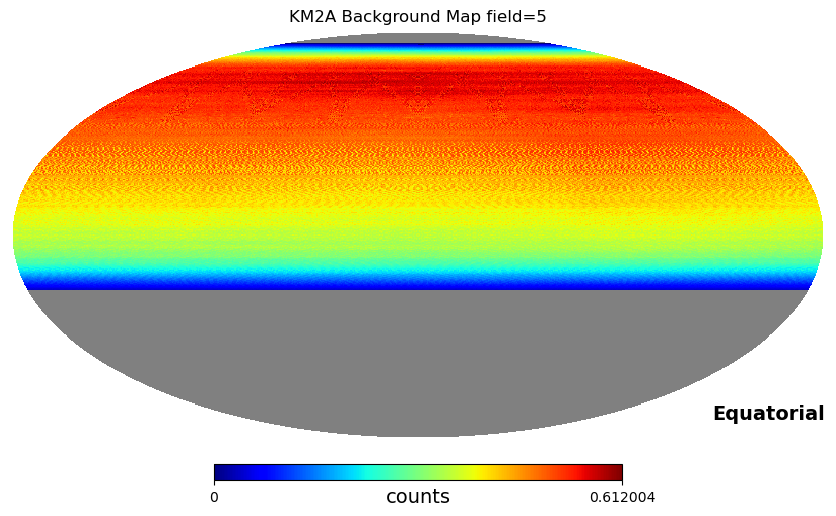 KM2A Background Map field=5
Equatorial
0
0.612004
counts